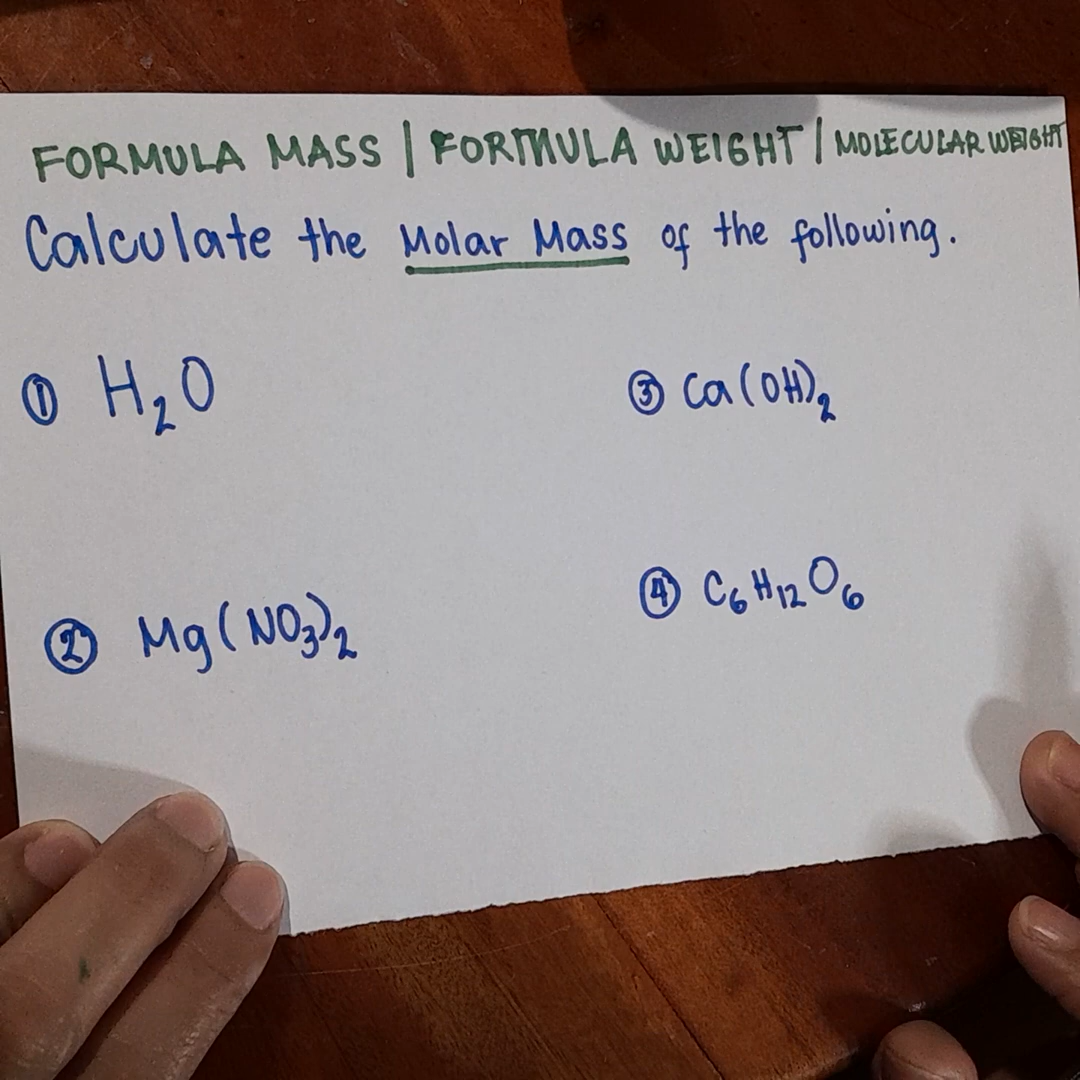 FORMULA MASS | FORMULA WEIGHT | MOLECULAR WEIGHT
Calculate the Molar Mass of the following.
① H₂O
③ Ca(OH)₂
② Mg(NO₃)₂
④ C₆H₁₂O₆